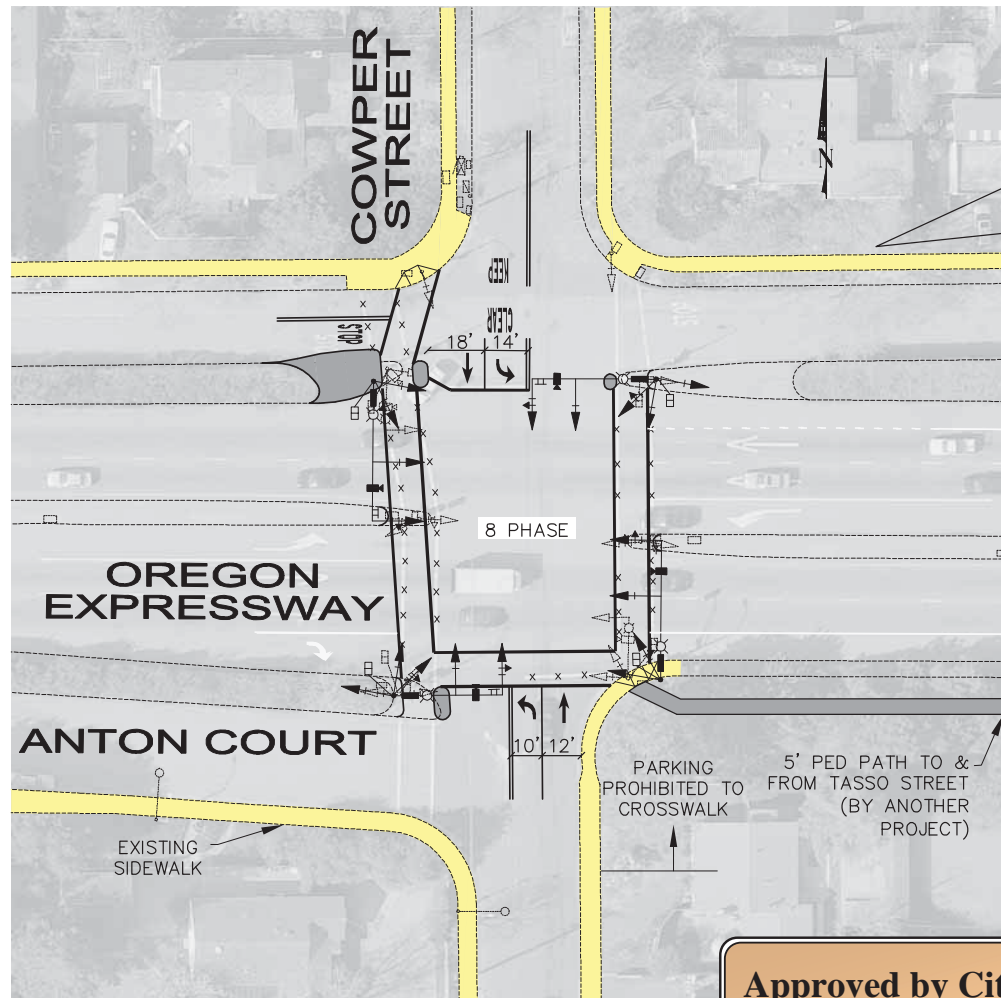 COWPER
STREET
N
KEEP
CLEAR
STOP
18' 14'
STOP
8 PHASE
OREGON
EXPRESSWAY
ANTON COURT
10' 12'
PARKING
PROHIBITED TO
CROSSWALK
5' PED PATH TO &
FROM TASSO STREET
(BY ANOTHER
PROJECT)
EXISTING
SIDEWALK
Approved by Cit